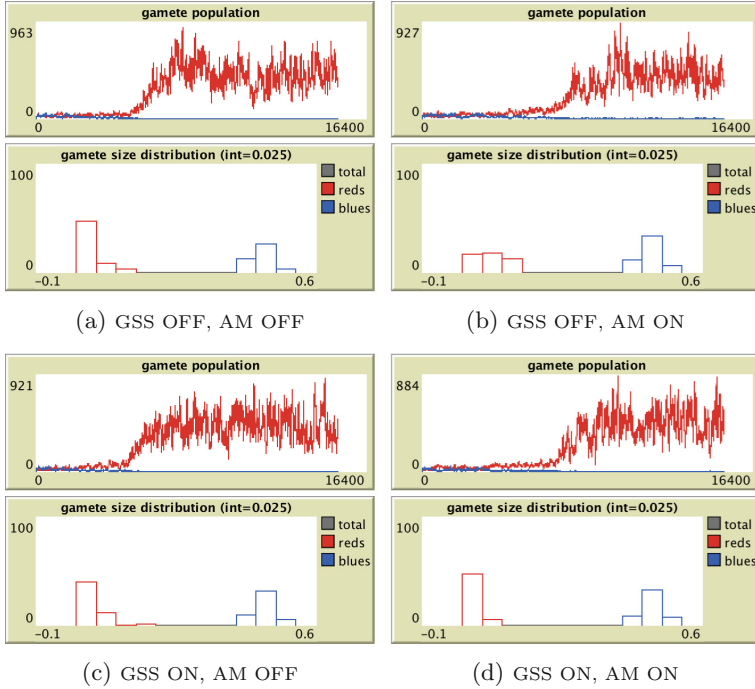 gamete population
963
0
0
16400
gamete size distribution (int=0.025)
100
0
-0.1
0.6
total
reds
blues
(a) GSS OFF, AM OFF
gamete population
927
0
0
16400
gamete size distribution (int=0.025)
100
0
-0.1
0.6
total
reds
blues
(b) GSS OFF, AM ON
gamete population
921
0
0
16400
gamete size distribution (int=0.025)
100
0
-0.1
0.6
total
reds
blues
(c) GSS ON, AM OFF
gamete population
884
0
0
16400
gamete size distribution (int=0.025)
100
0
-0.1
0.6
total
reds
blues
(d) GSS ON, AM ON